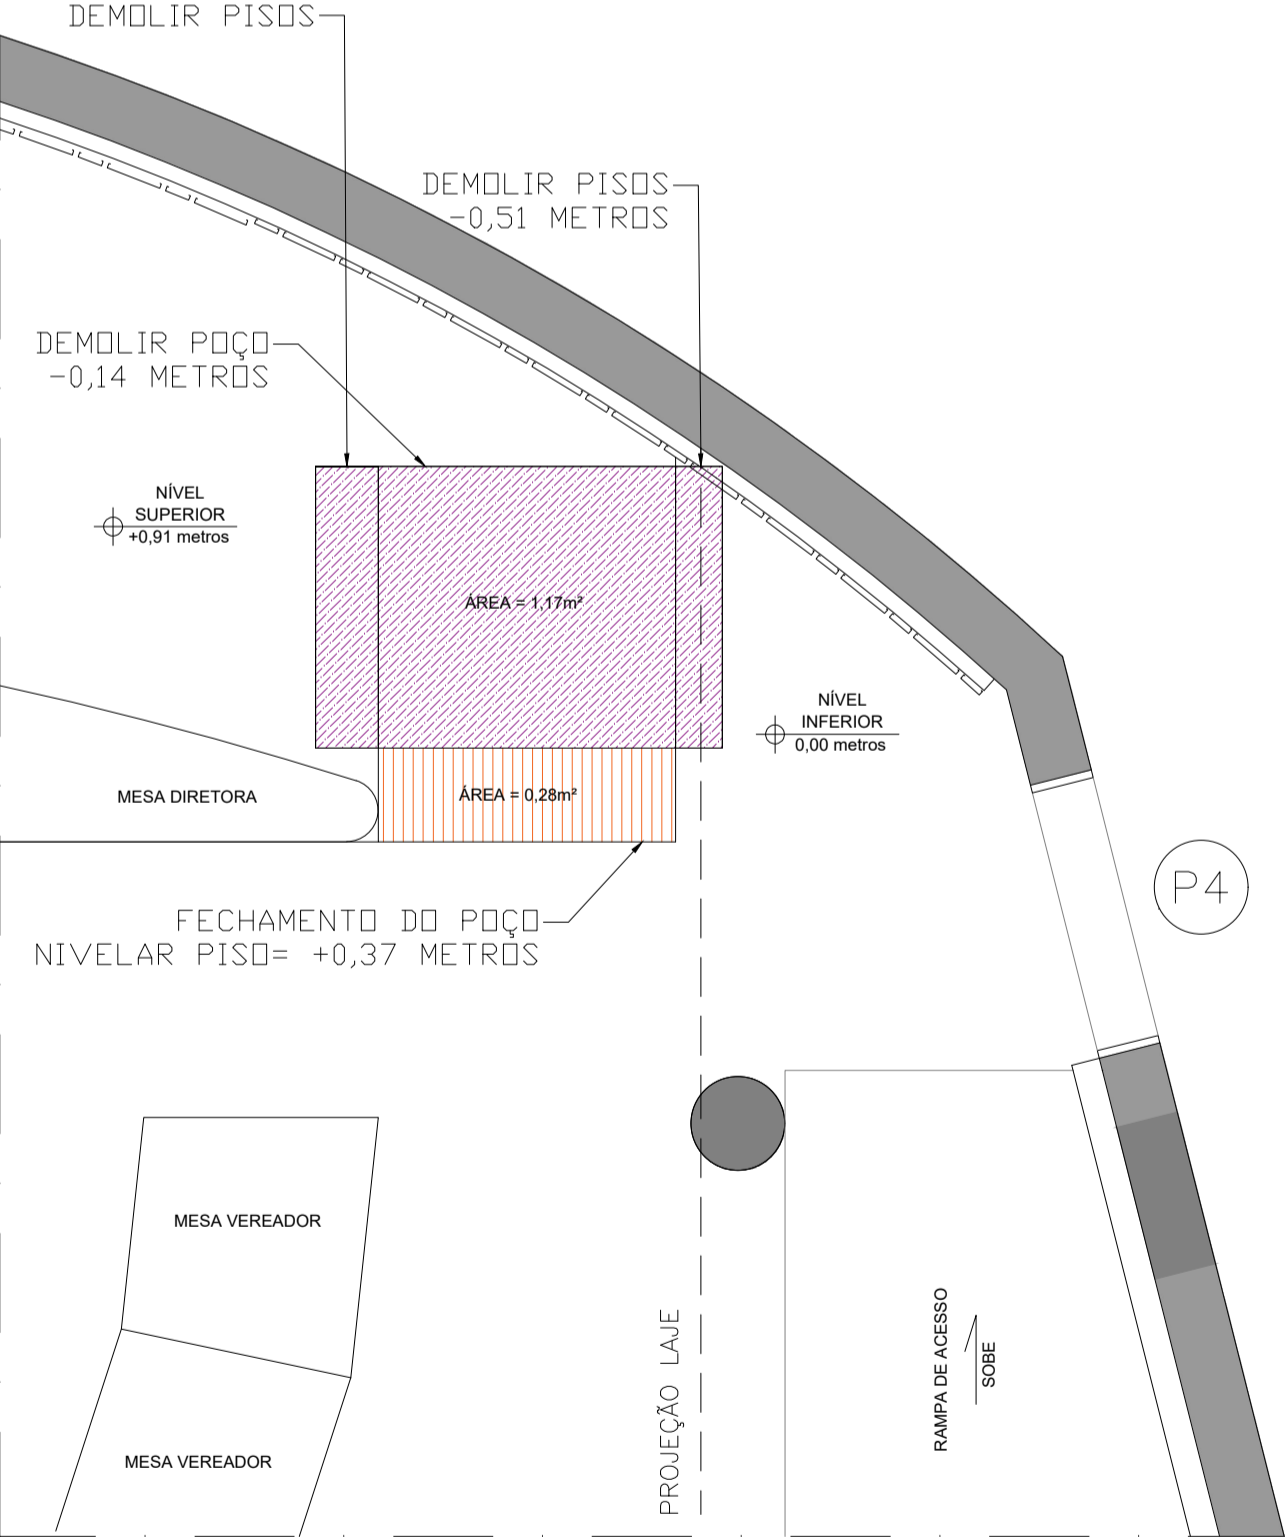 DEMOLIR PISOS
DEMOLIR PISOS
-0,51 METROS
DEMOLIR POÇO
-0,14 METROS
NÍVEL
SUPERIOR
+0,91 metros
ÁREA = 1,17m²
NÍVEL
INFERIOR
0,00 metros
MESA DIRETORA
ÁREA = 0,28m²
P4
FECHAMENTO DO POÇO
NIVELAR PISO= +0,37 METROS
MESA VEREADOR
PROJEÇÃO LAJE
RAMPA DE ACESSO
SOBE
MESA VEREADOR